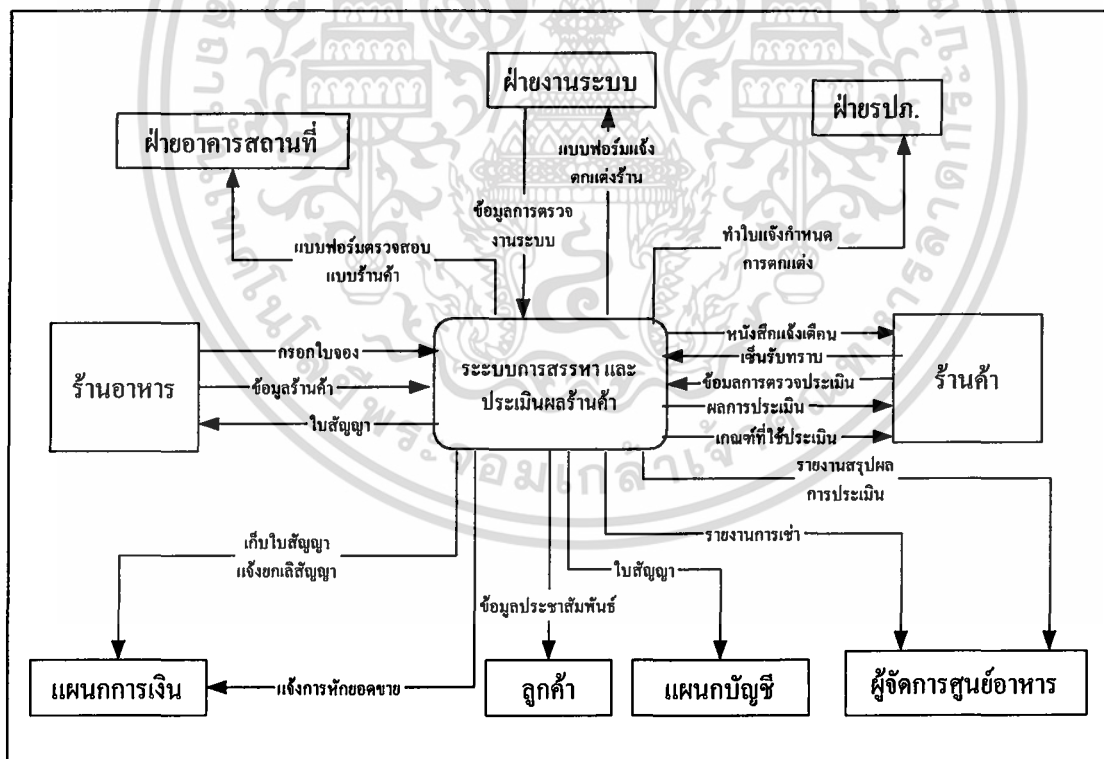 ฝ่ายงานระบบ
ฝ่ายรปภ.
ฝ่ายอาคารสถานที่
แบบฟอร์มแจ้ง
ตกแต่งร้าน
ข้อมูลการตรวจ
งานระบบ
ทำใบแจ้งกำหนด
การตกแต่ง
แบบฟอร์มตรวจสอบ
แบบร้านค้า
ร้านอาหาร
กรอกใบจอง
ข้อมูลร้านค้า
ใบสัญญา
ระะบบการสรรหา และ
ประเมินผลร้านค้า
หนังสึกแจ้งเตือน
เซ็นรับทราบ
ข้อมลการตรวจประเมิน
ผลการประเมิน
เกณฑ์ที่ใช้ประเมิน
ร้านค้า
รายงานสรุปผล
การประเมิน
รายงานการเช่า
เก็บใบสัญญา
แจ้งยกเลิสัญญา
ใบสัญญา
ข้อมูลประชาสัมพันธ์
แผนกการเงิน
แจ้งการหักยอดขาย
ลูกค้า
แผนกบัญชี
ผู้จัดการศูนย์อาหาร